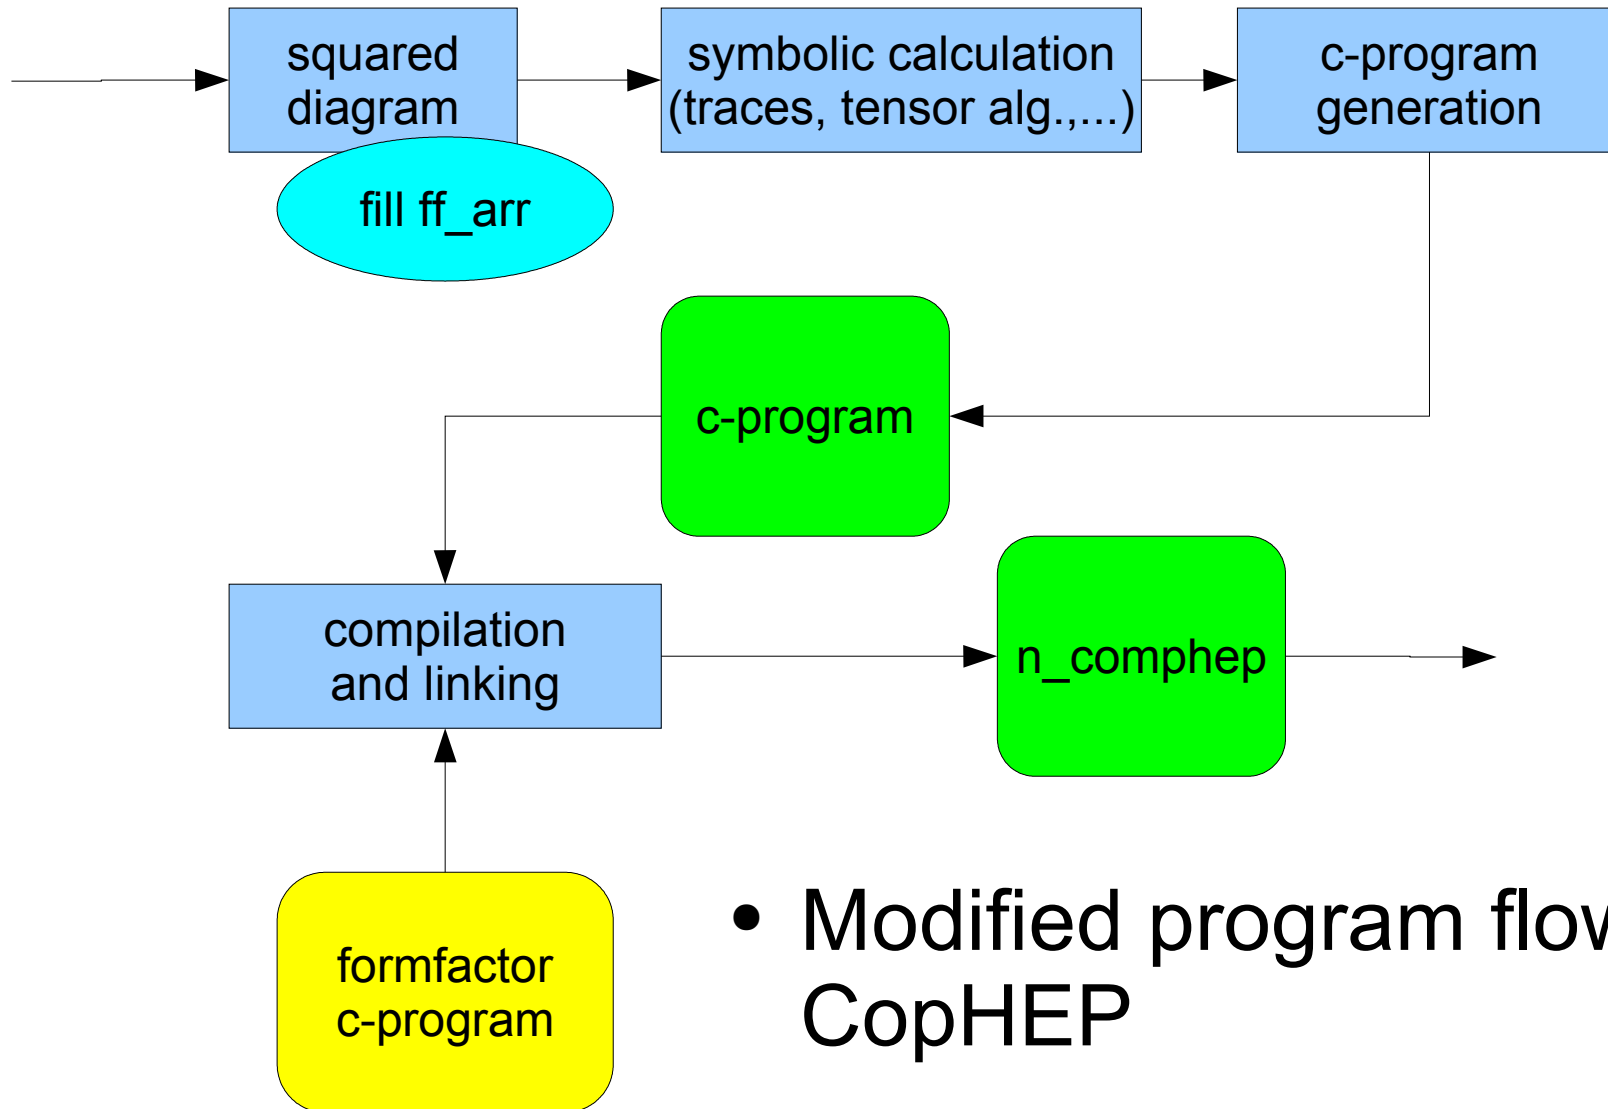 squared
diagram
symbolic calculation
(traces, tensor alg.,...)
c-program
generation
fill ff_arr
c-program
compilation
and linking
n_comphep
formfactor
c-program
• Modified program flow
CopHEP